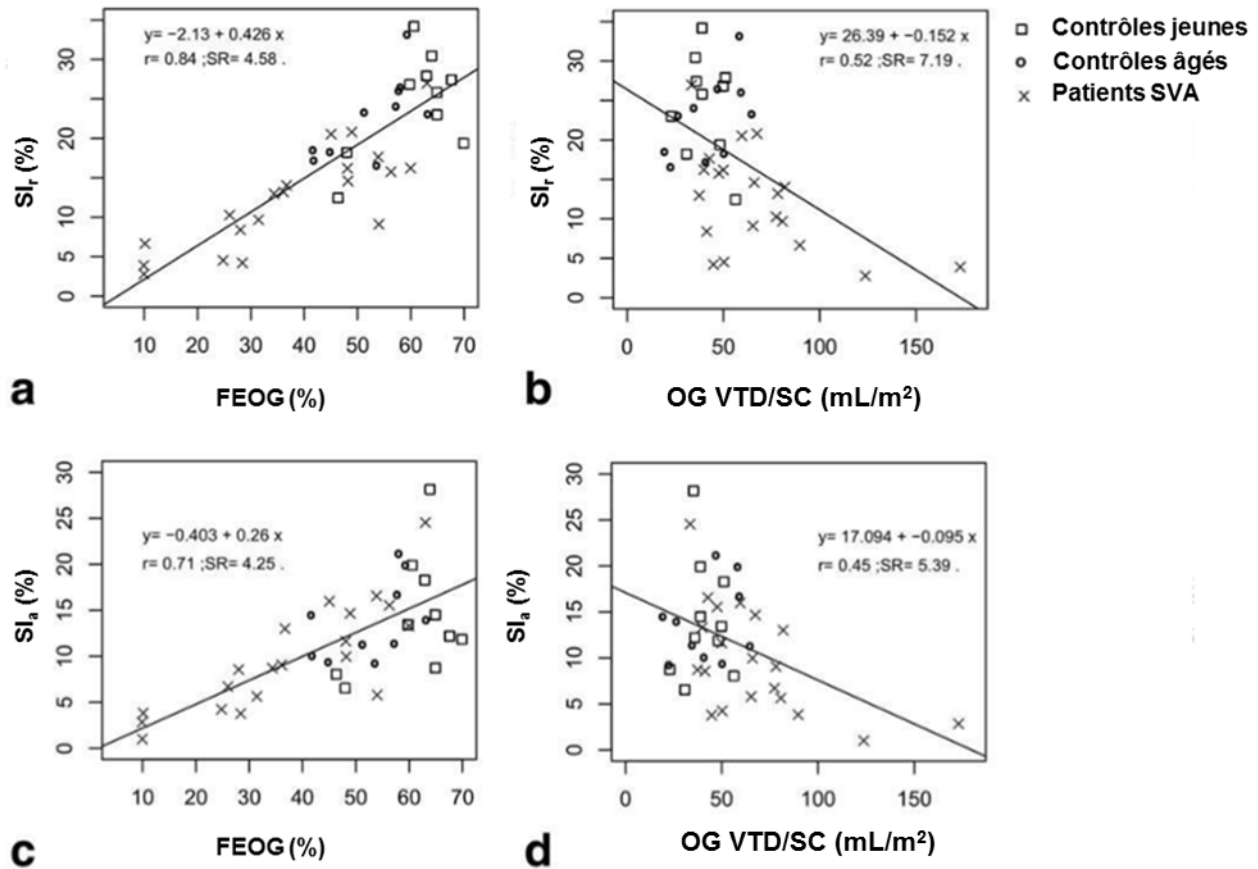 y= −2.13 + 0.426 x
r= 0.84 ;SR= 4.58 .
SIr (%)
0
5
10
20
30
10
20
30
40
50
60
70
a
FEOG (%)
y= 26.39 + −0.152 x
r= 0.52 ;SR= 7.19 .
SIr (%)
0
5
10
20
30
0
50
100
150
b
OG VTD/SC (mL/m²)
Contrôles jeunes
Contrôles âgés
Patients SVA
y= −0.403 + 0.26 x
r= 0.71 ;SR= 4.25 .
SIa (%)
0
5
10
15
20
25
30
10
20
30
40
50
60
70
c
FEOG (%)
y= 17.094 + −0.095 x
r= 0.45 ;SR= 5.39 .
SIa (%)
0
5
10
15
20
25
30
0
50
100
150
d
OG VTD/SC (mL/m²)